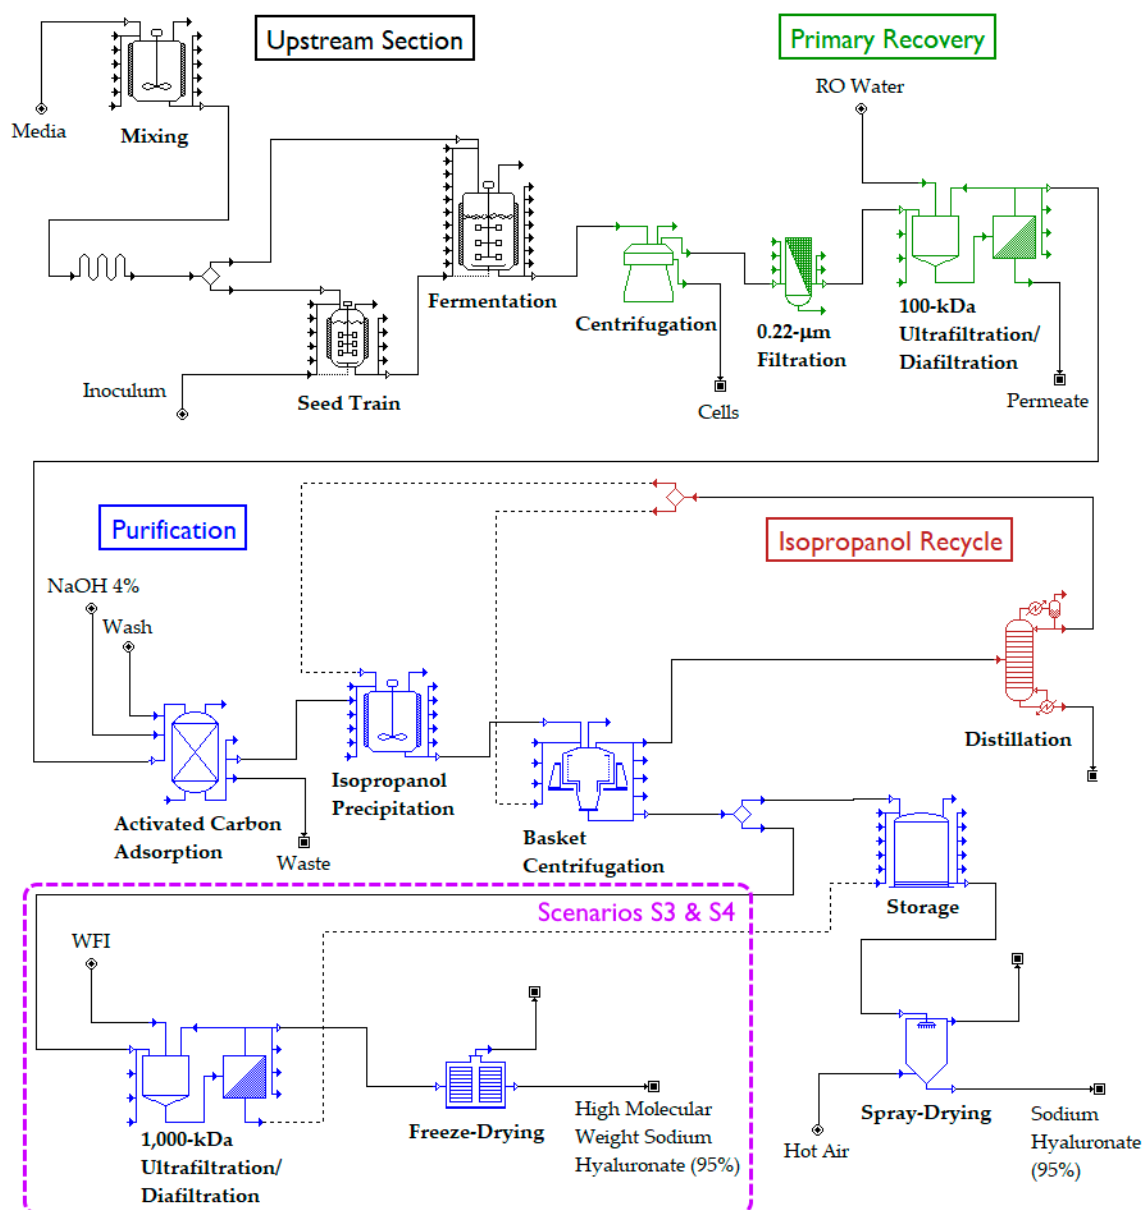 Upstream Section
Primary Recovery
RO Water
Media
Mixing
Fermentation
Centrifugation
0.22-µm
Filtration
100-kDa
Ultrafiltration/
Diafiltration
Inoculum
Seed Train
Cells
Permeate
Purification
Isopropanol Recycle
NaOH 4%
Wash
Isopropanol
Precipitation
Distillation
Activated Carbon
Adsorption
Waste
Basket
Centrifugation
Storage
Scenarios S3 & S4
WFI
1,000-kDa
Ultrafiltration/
Diafiltration
Freeze-Drying
High Molecular
Weight Sodium
Hyaluronate (95%)
Spray-Drying
Hot Air
Sodium
Hyaluronate
(95%)